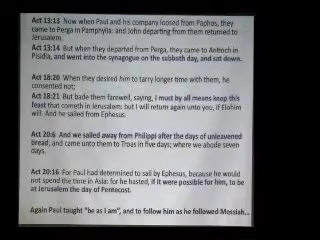 Act 13:13 Now when Paul and his company loosed from Paphos, they
came to Perga in Pamphylia: and John departing from them returned to
Jerusalem.
Act 13:14 But when they departed from Perga, they came to Antioch in
Pisidia, and went into the synagogue on the sabbath day, and sat down.
Act 18:20 When they desired him to tarry longer time with them, he
consented not;
Act 18:21 But bade them farewell, saying, I must by all means keep this
feast that cometh in Jerusalem: but I will return again unto you, if Elohim
will. And he sailed from Ephesus.
Act 20:6 And we sailed away from Philippi after the days of unleavened
bread, and came unto them to Troas in five days; where we abode seven
days.
Act 20:16 For Paul had determined to sail by Ephesus, because he would
not spend the time in Asia: for he hasted, if it were possible for him, to be
at Jerusalem the day of Pentecost.
Again Paul taught "be as I am", and to follow him as he followed Messiah...